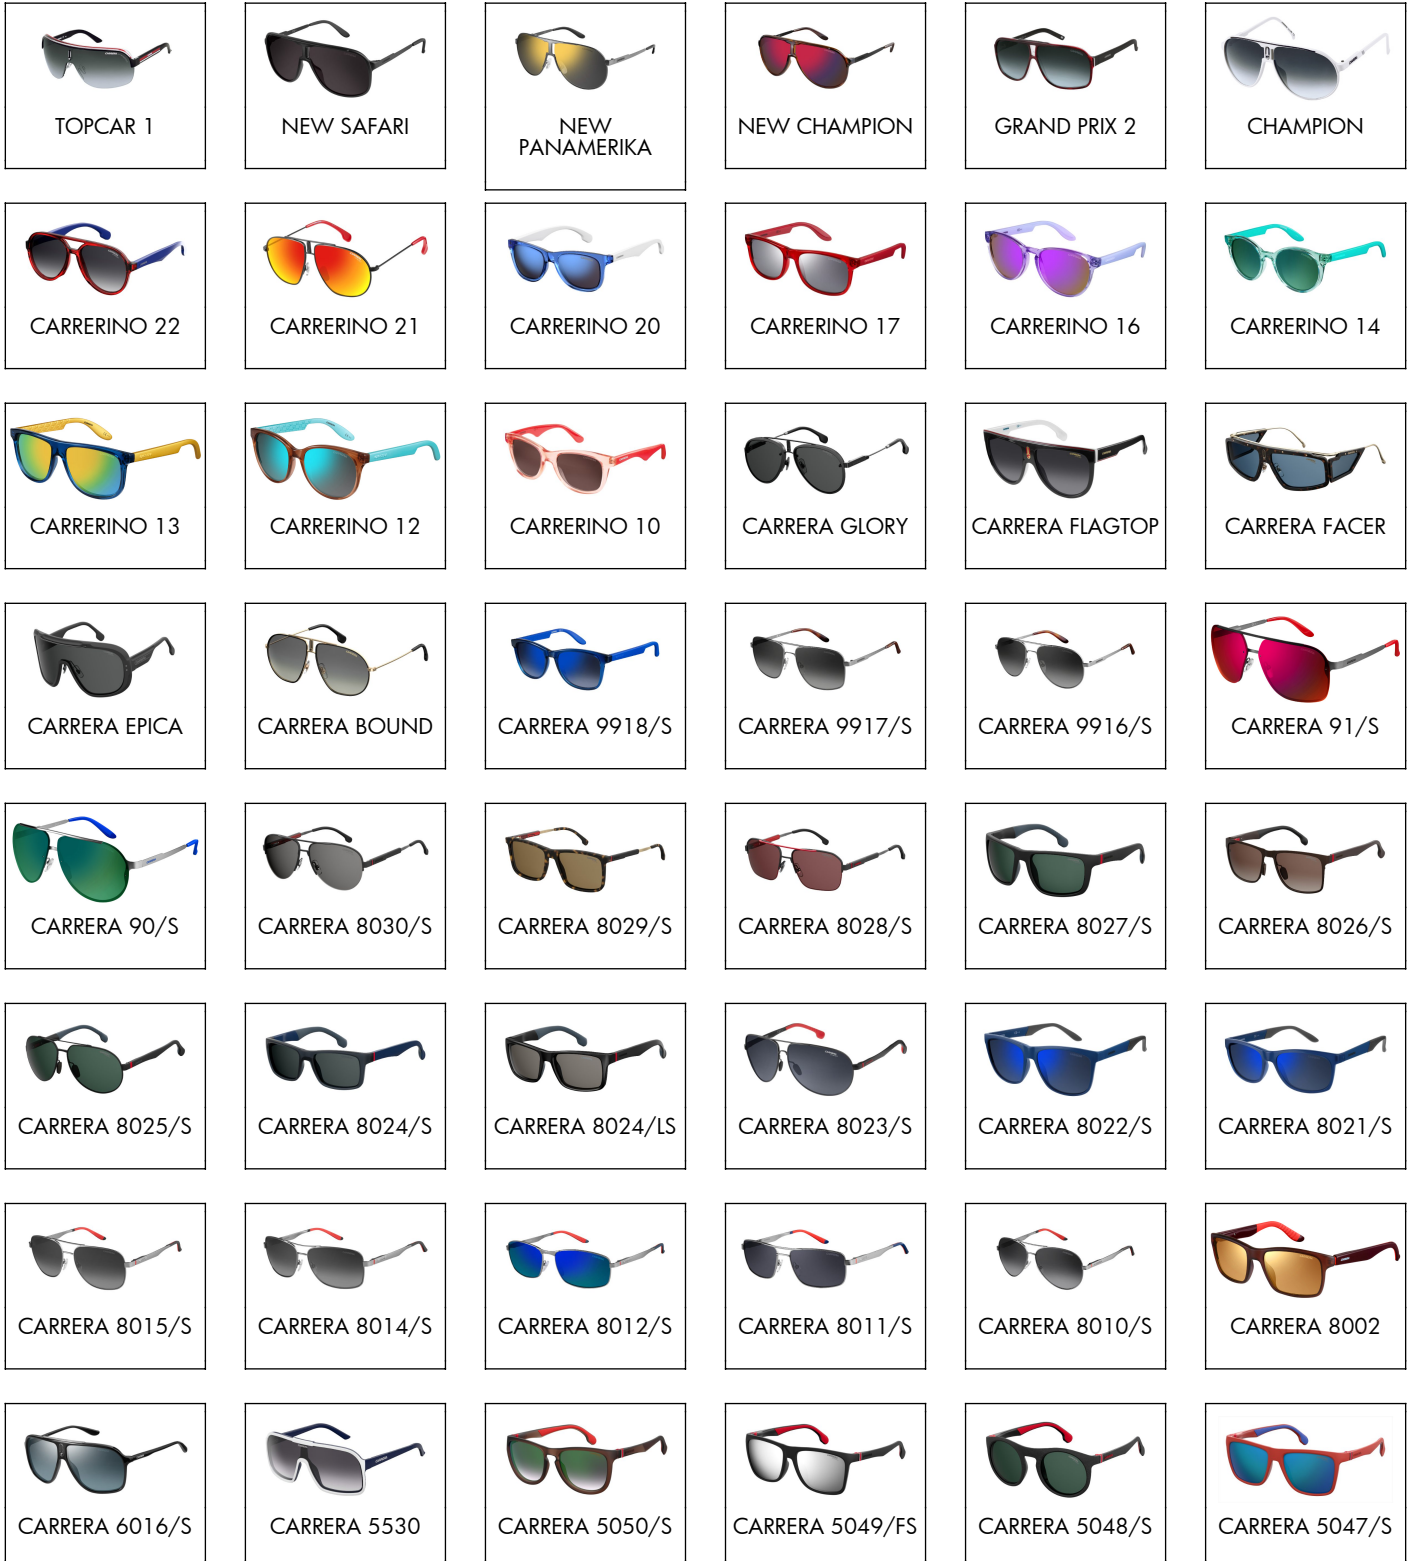 TOPCAR 1
NEW SAFARI
NEW
PANAMERIKA
NEW CHAMPION
GRAND PRIX 2
CHAMPION
CARRERINO 22
CARRERINO 21
CARRERINO 20
CARRERINO 17
CARRERINO 16
CARRERINO 14
CARRERINO 13
CARRERINO 12
CARRERINO 10
CARRERA GLORY
CARRERA FLAGTOP
CARRERA FACER
CARRERA EPICA
CARRERA BOUND
CARRERA 9918/S
CARRERA 9917/S
CARRERA 9916/S
CARRERA 91/S
CARRERA 90/S
CARRERA 8030/S
CARRERA 8029/S
CARRERA 8028/S
CARRERA 8027/S
CARRERA 8026/S
CARRERA 8025/S
CARRERA 8024/S
CARRERA 8024/LS
CARRERA 8023/S
CARRERA 8022/S
CARRERA 8021/S
CARRERA 8015/S
CARRERA 8014/S
CARRERA 8012/S
CARRERA 8011/S
CARRERA 8010/S
CARRERA 8002
CARRERA 6016/S
CARRERA 5530
CARRERA 5050/S
CARRERA 5049/FS
CARRERA 5048/S
CARRERA 5047/S